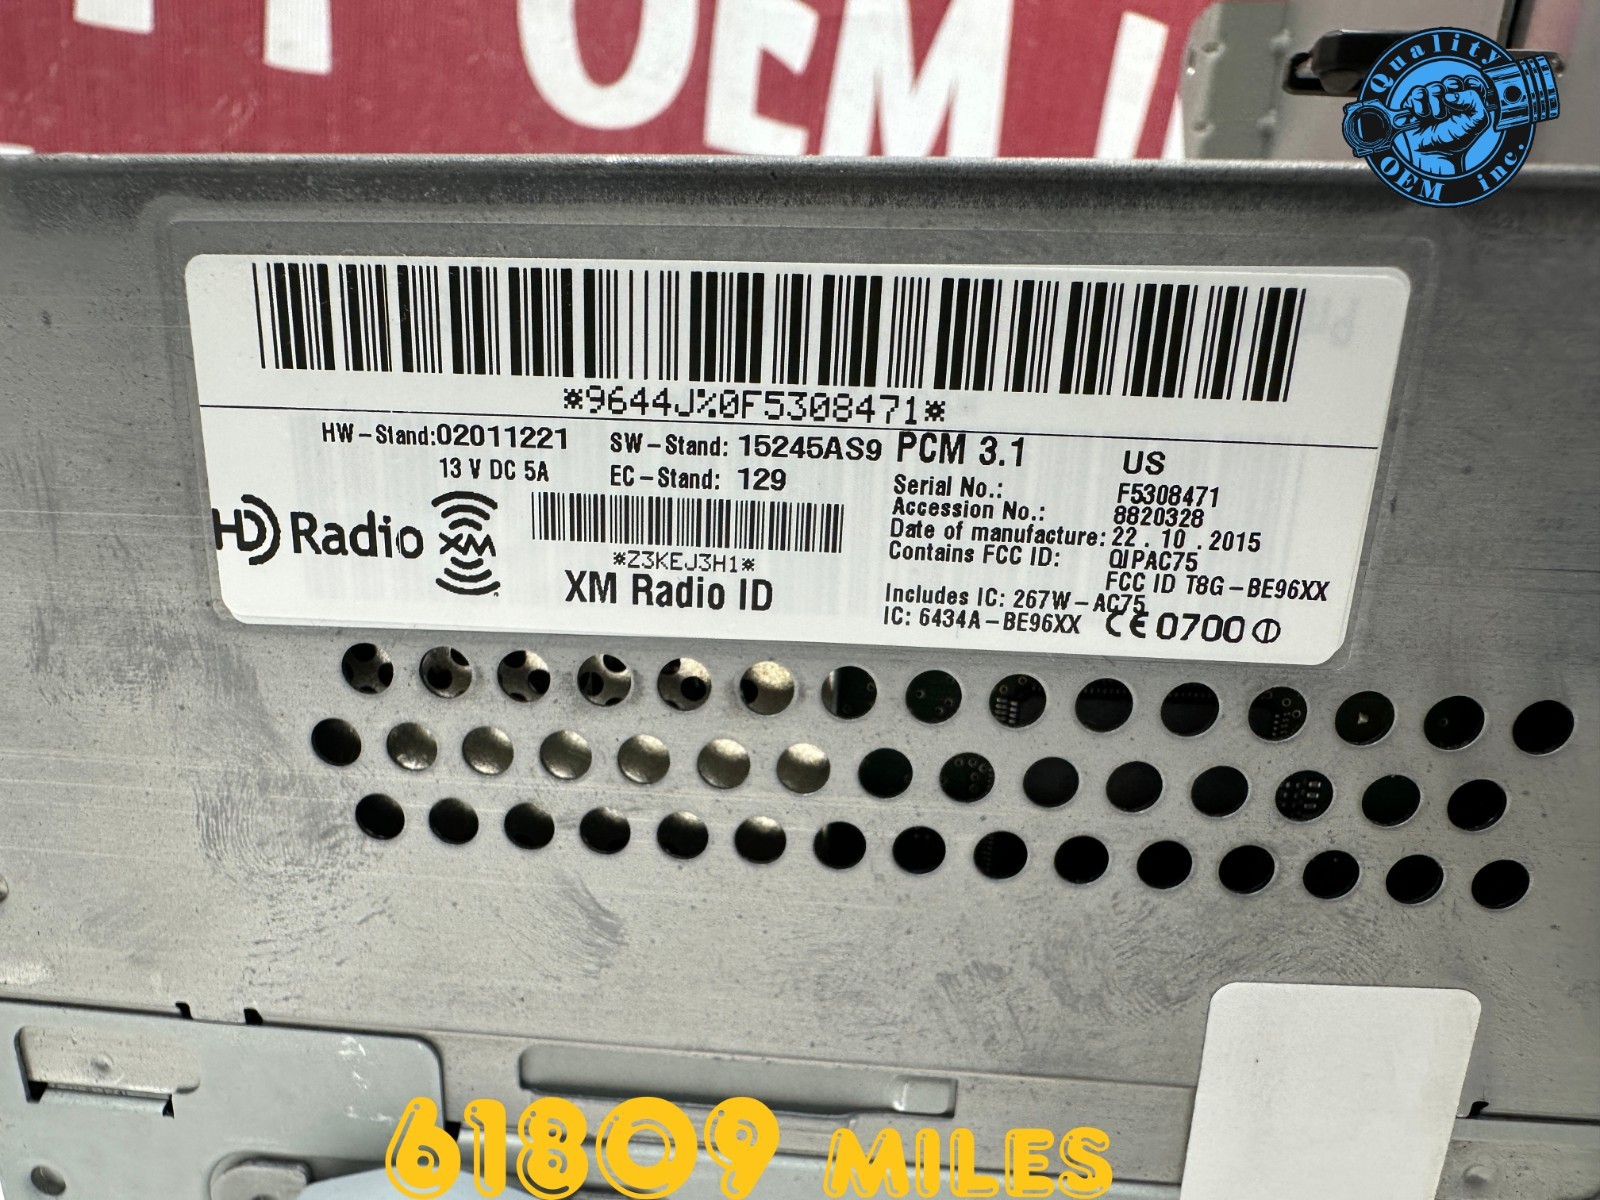 OEM I
Quality
OEM inc.
*9644J%0F5308471*
HW-Stand:02011221
13 V DC 5A
SW-Stand: 15245AS9
EC-Stand: 129
PCM 3.1
US
Serial No.: F5308471
Accession No.: 8820328
Date of manufacture: 22.10.2015
Contains FCC ID: QIPAC75
FCC ID T8G-BE96XX
Includes IC: 267W-AC75
IC: 6434A-BE96XX
CE 0700
HD Radio
XM
*Z3KEJ3H1*
XM Radio ID
61809 MILES